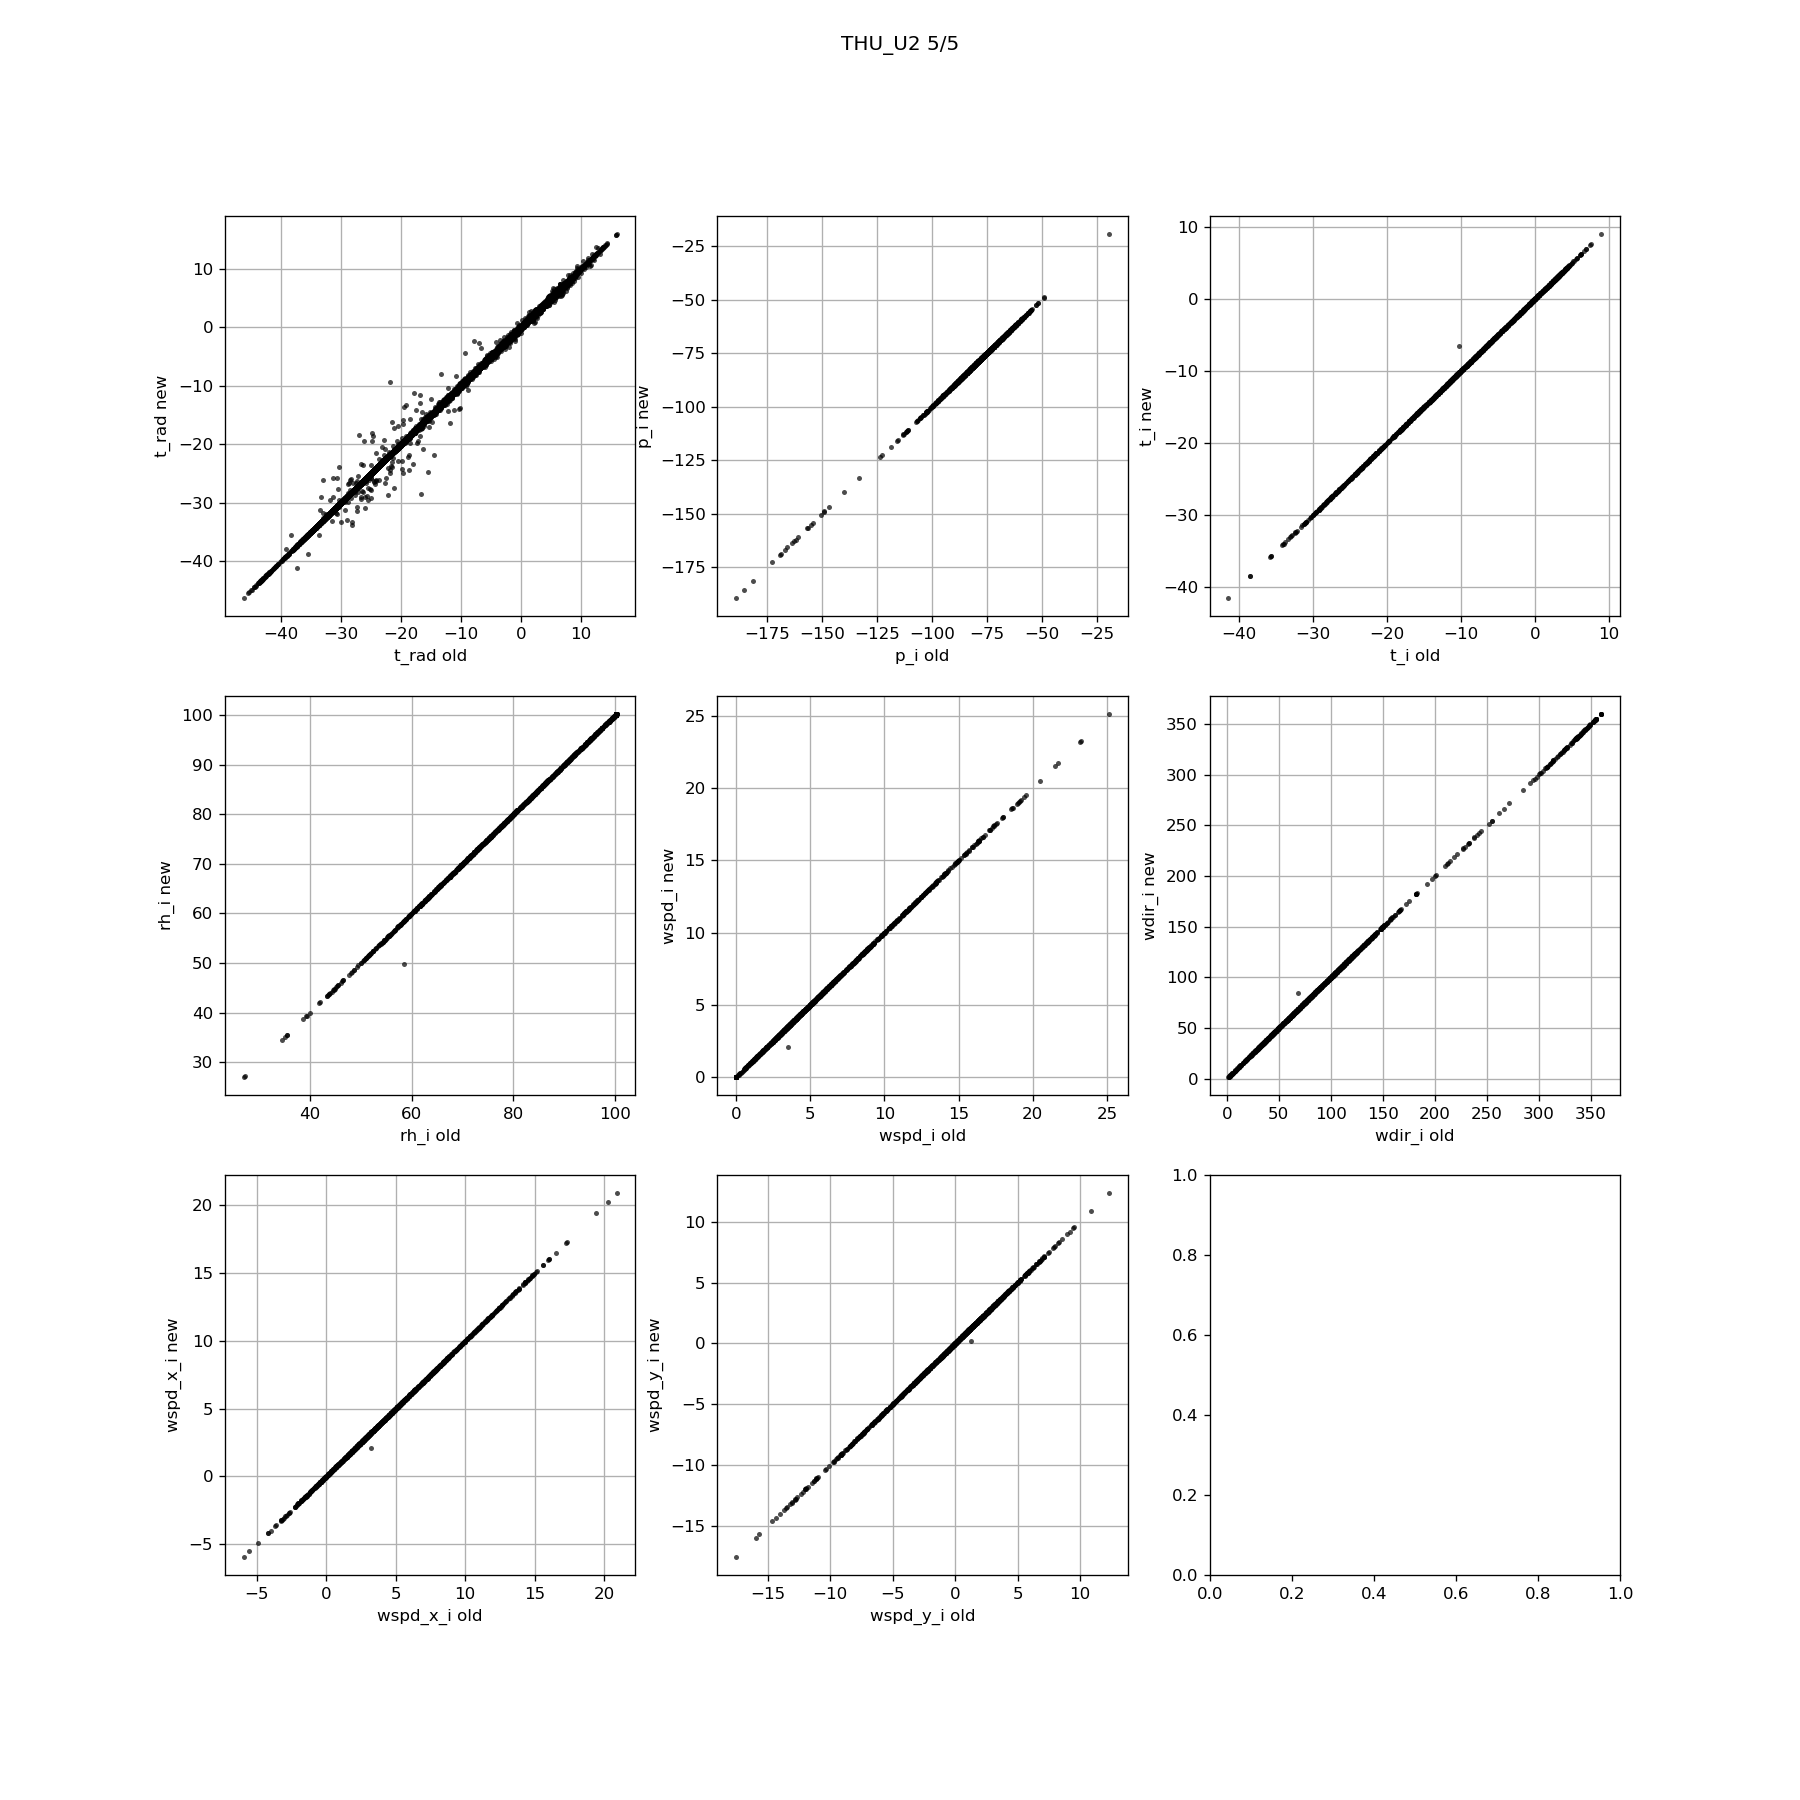 THU_U2 5/5
t_rad new
10
0
−10
−20
−30
−40
−40 −30 −20 −10 0 10
t_rad old
p_i new
−25
−50
−75
−100
−125
−150
−175
−175 −150 −125 −100 −75 −50 −25
p_i old
t_i new
10
0
−10
−20
−30
−40
−40 −30 −20 −10 0 10
t_i old
rh_i new
100
90
80
70
60
50
40
30
40 60 80 100
rh_i old
wspd_i new
25
20
15
10
5
0
0 5 10 15 20 25
wspd_i old
wdir_i new
350
300
250
200
150
100
50
0
0 50 100 150 200 250 300 350
wdir_i old
wspd_x_i new
20
15
10
5
0
−5
−5 0 5 10 15 20
wspd_x_i old
wspd_y_i new
10
5
0
−5
−10
−15
−15 −10 −5 0 5 10
wspd_y_i old
1.0
0.8
0.6
0.4
0.2
0.0
0.0 0.2 0.4 0.6 0.8 1.0